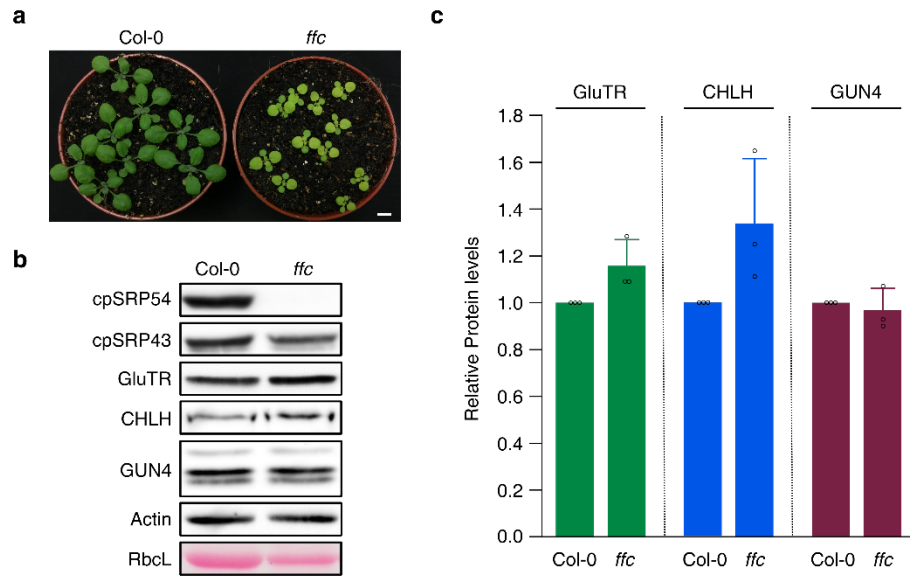 a
Col-0 ffc
b
Col-0 ffc
cpSRP54
cpSRP43
GluTR
CHLH
GUN4
Actin
RbcL
c
GluTR CHLH GUN4
Relative Protein levels
1.8
1.6
1.4
1.2
1.0
0.8
0.6
0.4
0.2
0.0
Col-0 ffc Col-0 ffc Col-0 ffc